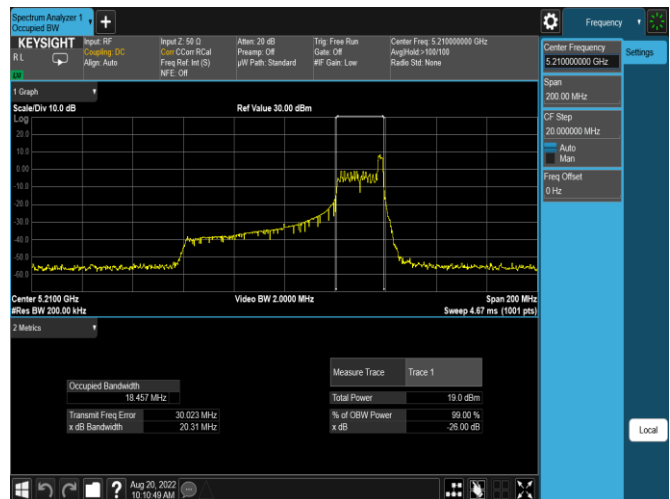 Spectrum Analyzer 1
Occupied BW
Frequency
KEYSIGHT
RL
LW
Input: RF
Coupling: DC
Align: Auto
Input Z: 50 Ω
Corr CCorr RCal
Freq Ref: Int (S)
NFE: Off
Atten: 20 dB
Preamp: Off
µW Path: Standard
Trig: Free Run
Gate: Off
#IF Gain: Low
Center Freq: 5.210000000 GHz
Avg|Hold:>100/100
Radio Std: None
Center Frequency
5.210000000 GHz
Settings
Span
200.00 MHz
CF Step
20.000000 MHz
Auto
Man
Freq Offset
0 Hz
1 Graph
Scale/Div 10.0 dB
Ref Value 30.00 dBm
Log
20.0
10.0
0.00
-10.0
-20.0
-30.0
-40.0
-50.0
-60.0
Center 5.2100 GHz
Video BW 2.0000 MHz
Span 200 MHz
#Res BW 200.00 kHz
Sweep 4.67 ms (1001 pts)
2 Metrics
Measure Trace Trace 1
Occupied Bandwidth
18.457 MHz
Total Power 19.0 dBm
Transmit Freq Error 30.023 MHz
% of OBW Power 99.00 %
x dB Bandwidth 20.31 MHz
x dB -26.00 dB
Local
?
Aug 20, 2022
10:10:49 AM